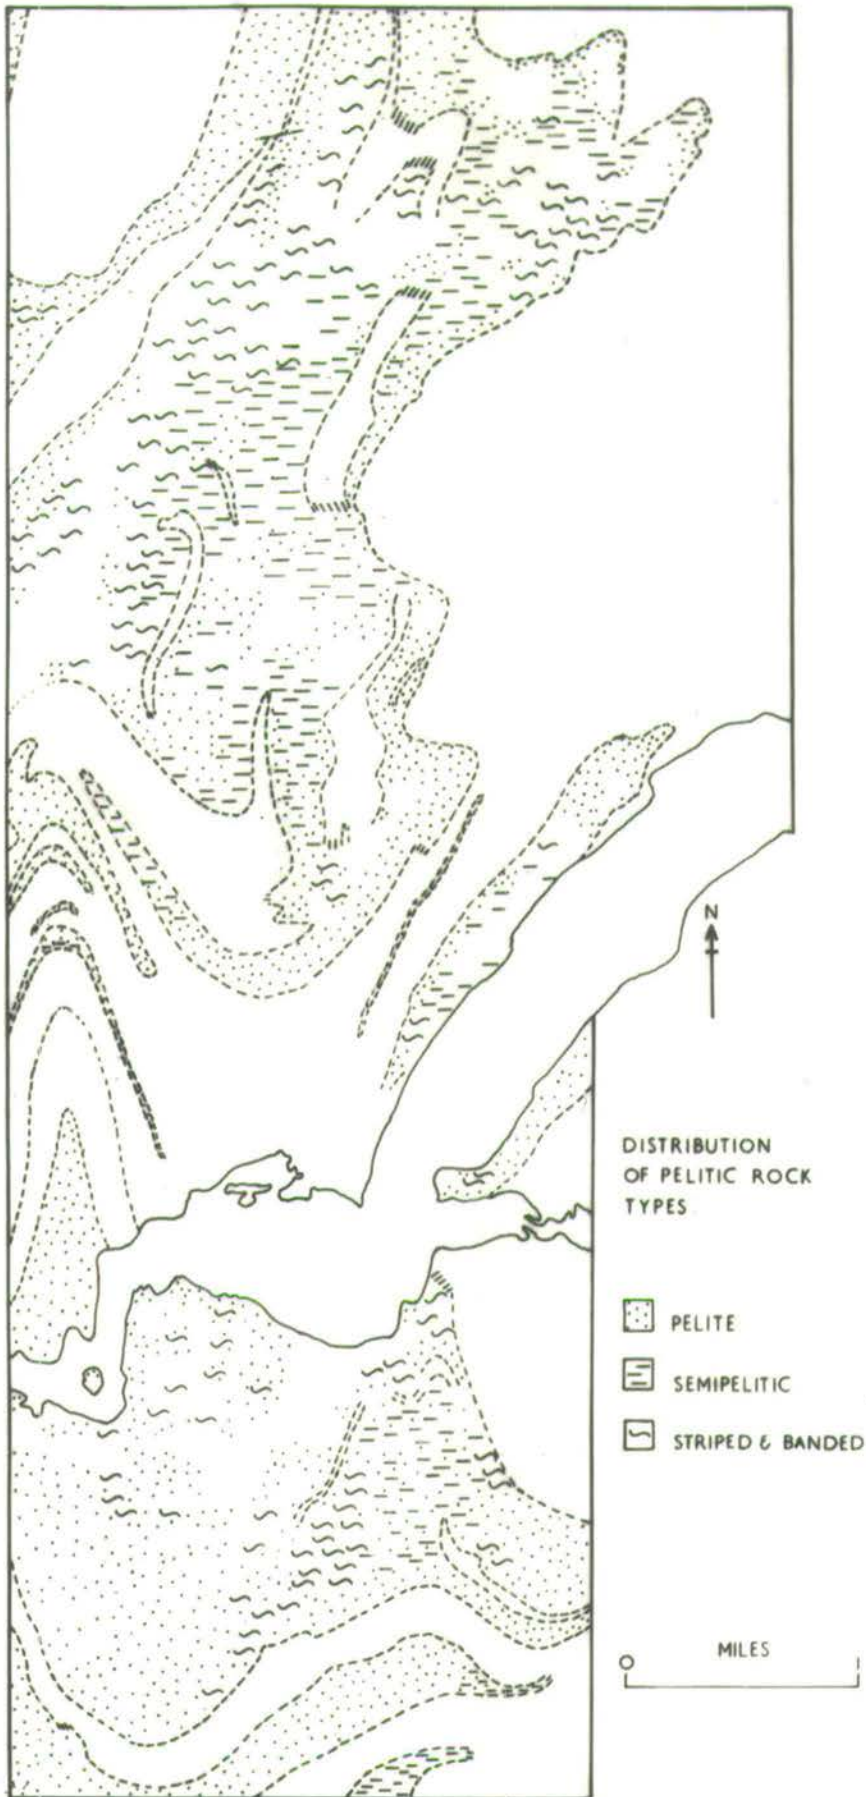 N
DISTRIBUTION
OF PELITIC ROCK
TYPES
PELITE
SEMIPELITIC
STRIPED & BANDED
O MILES 1